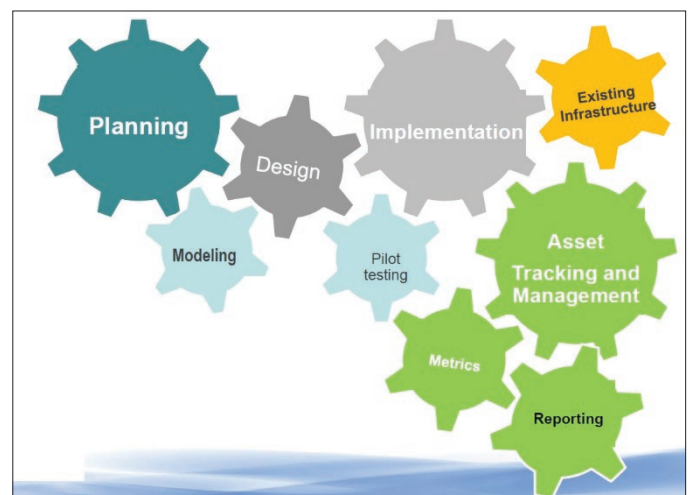 Planning
Design
Implementation
Existing
Infrastructure
Modeling
Pilot
testing
Asset
Tracking and
Management
Metrics
Reporting